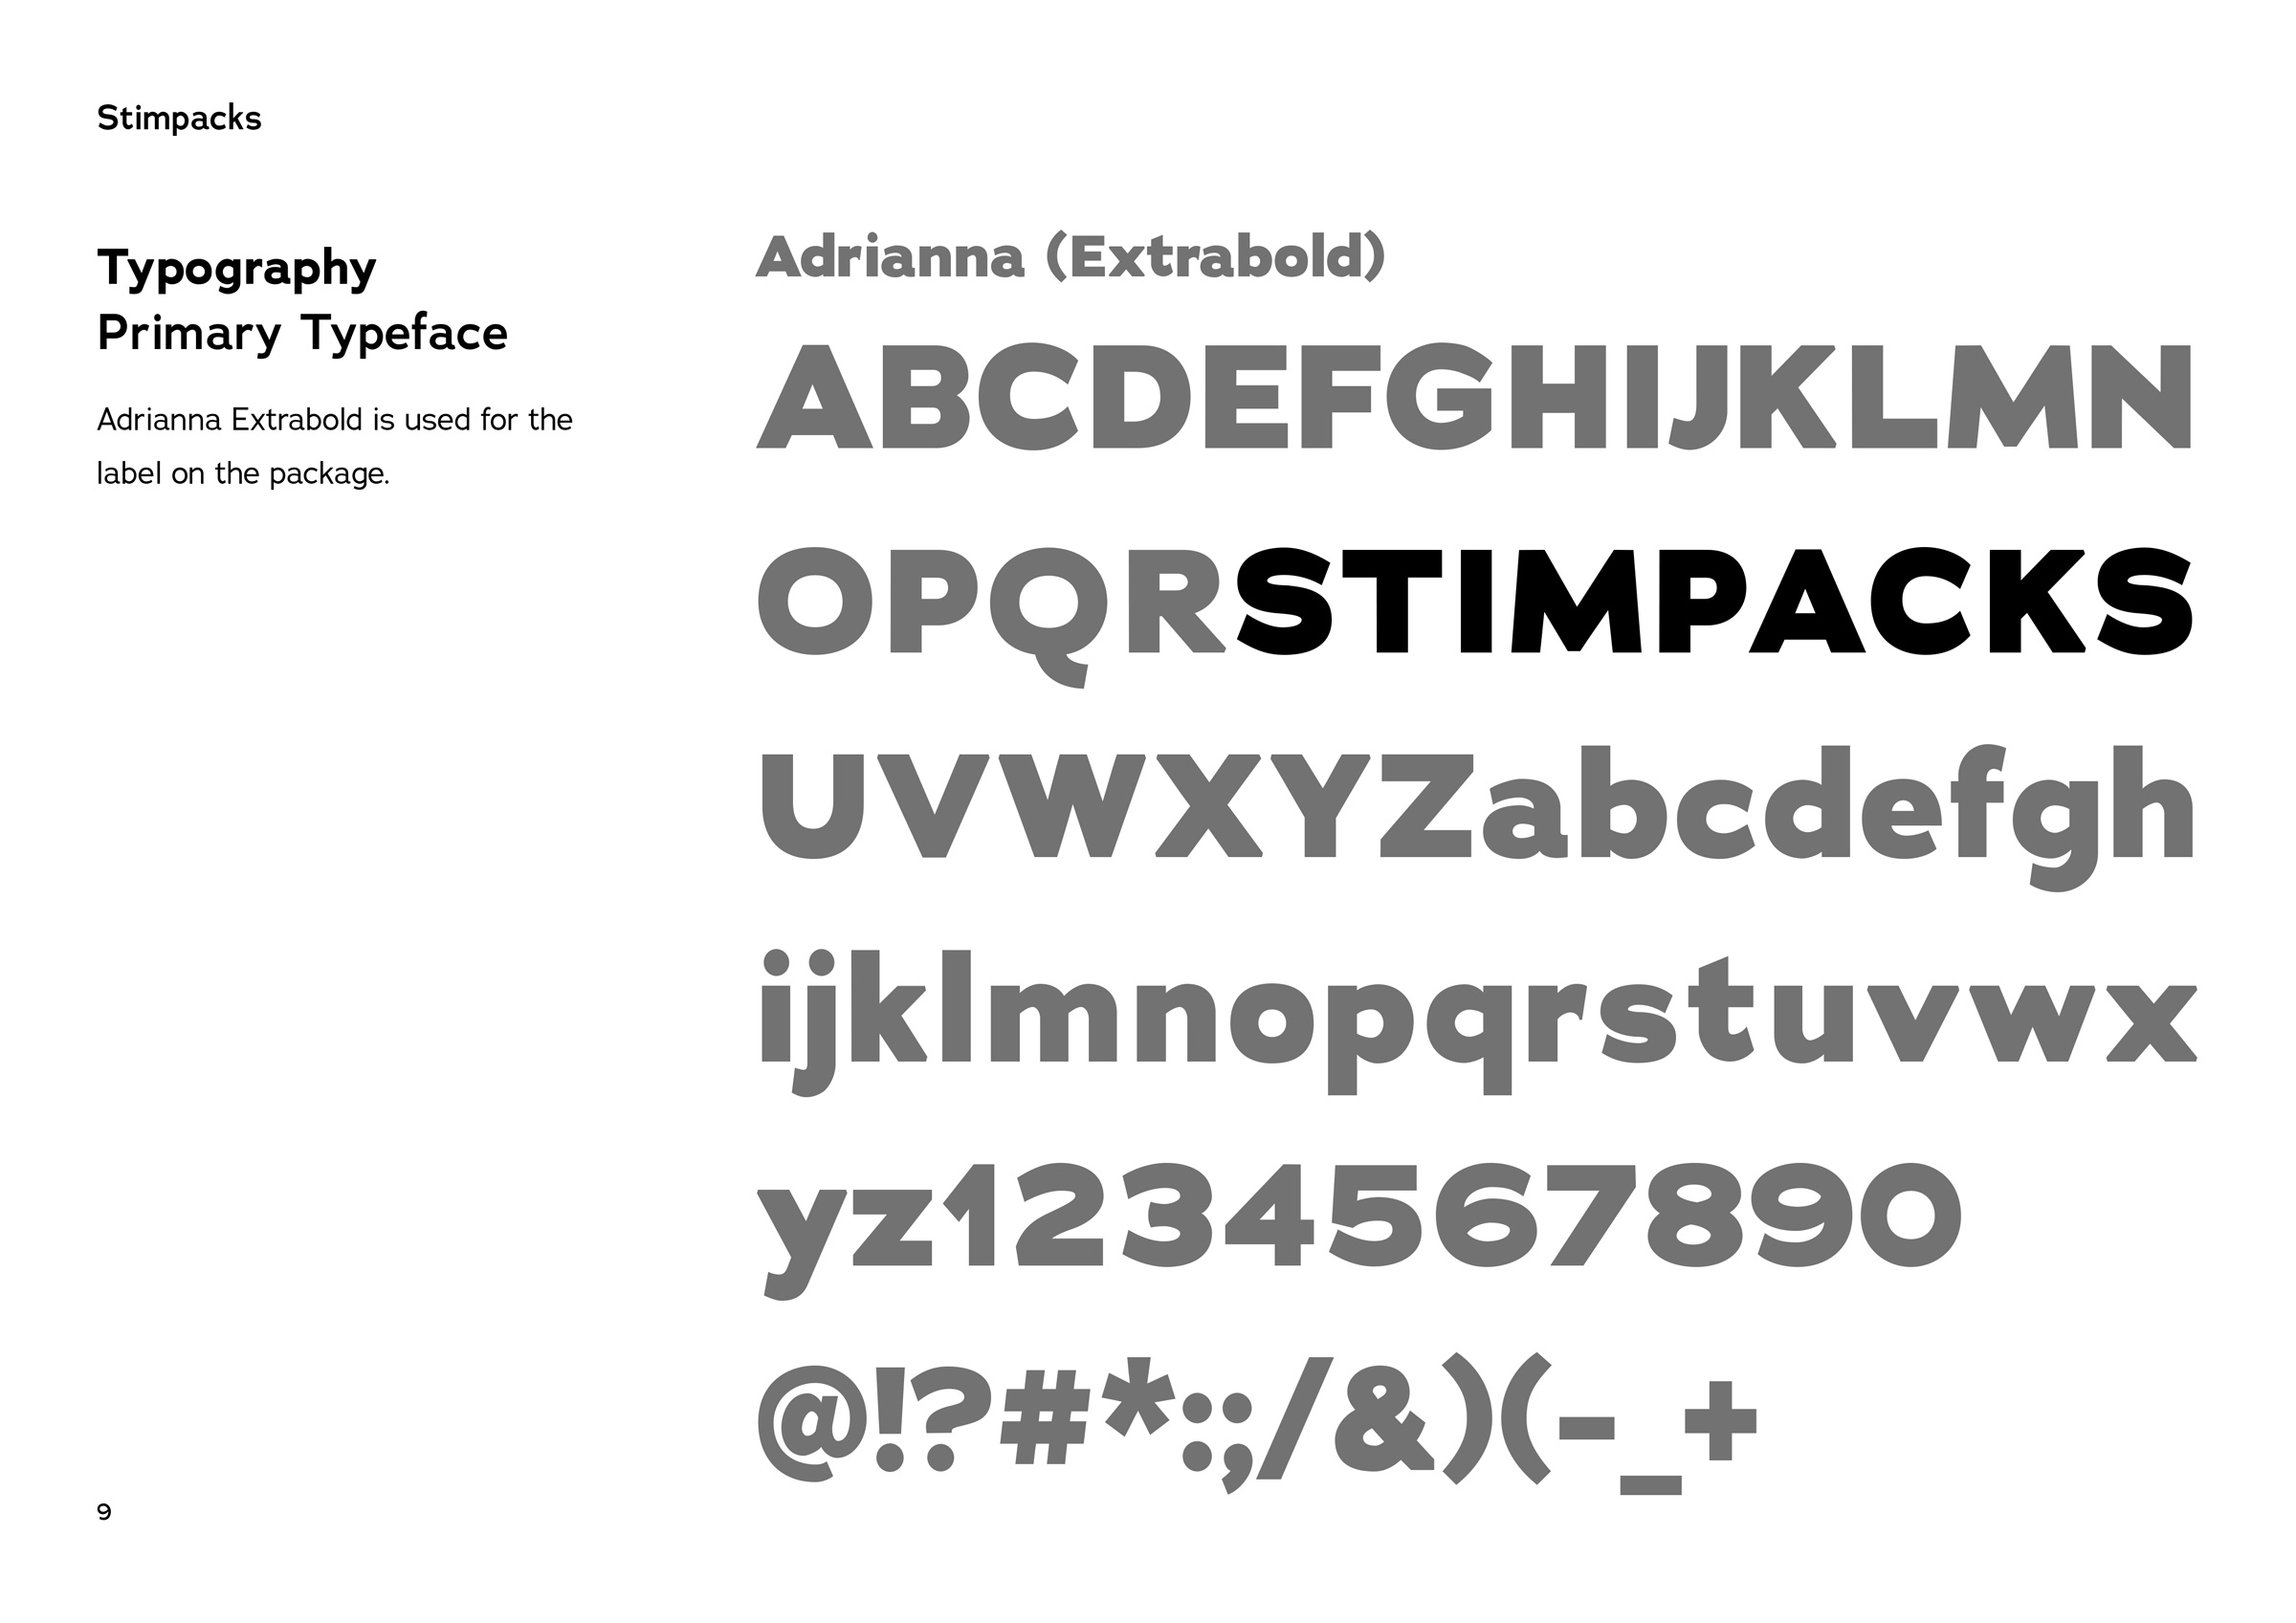 Stimpacks
Typography
Primary Typeface
Adrianna Extrabold is used for the
label on the package.
Adrianna (Extrabold)
ABCDEFGHIJKLMN
OPQRSTIMPACKS
UVWXYZabcdefgh
ijklmnopqrstuvwx
yz1234567890
@!?#*:;/&)(-_+
9